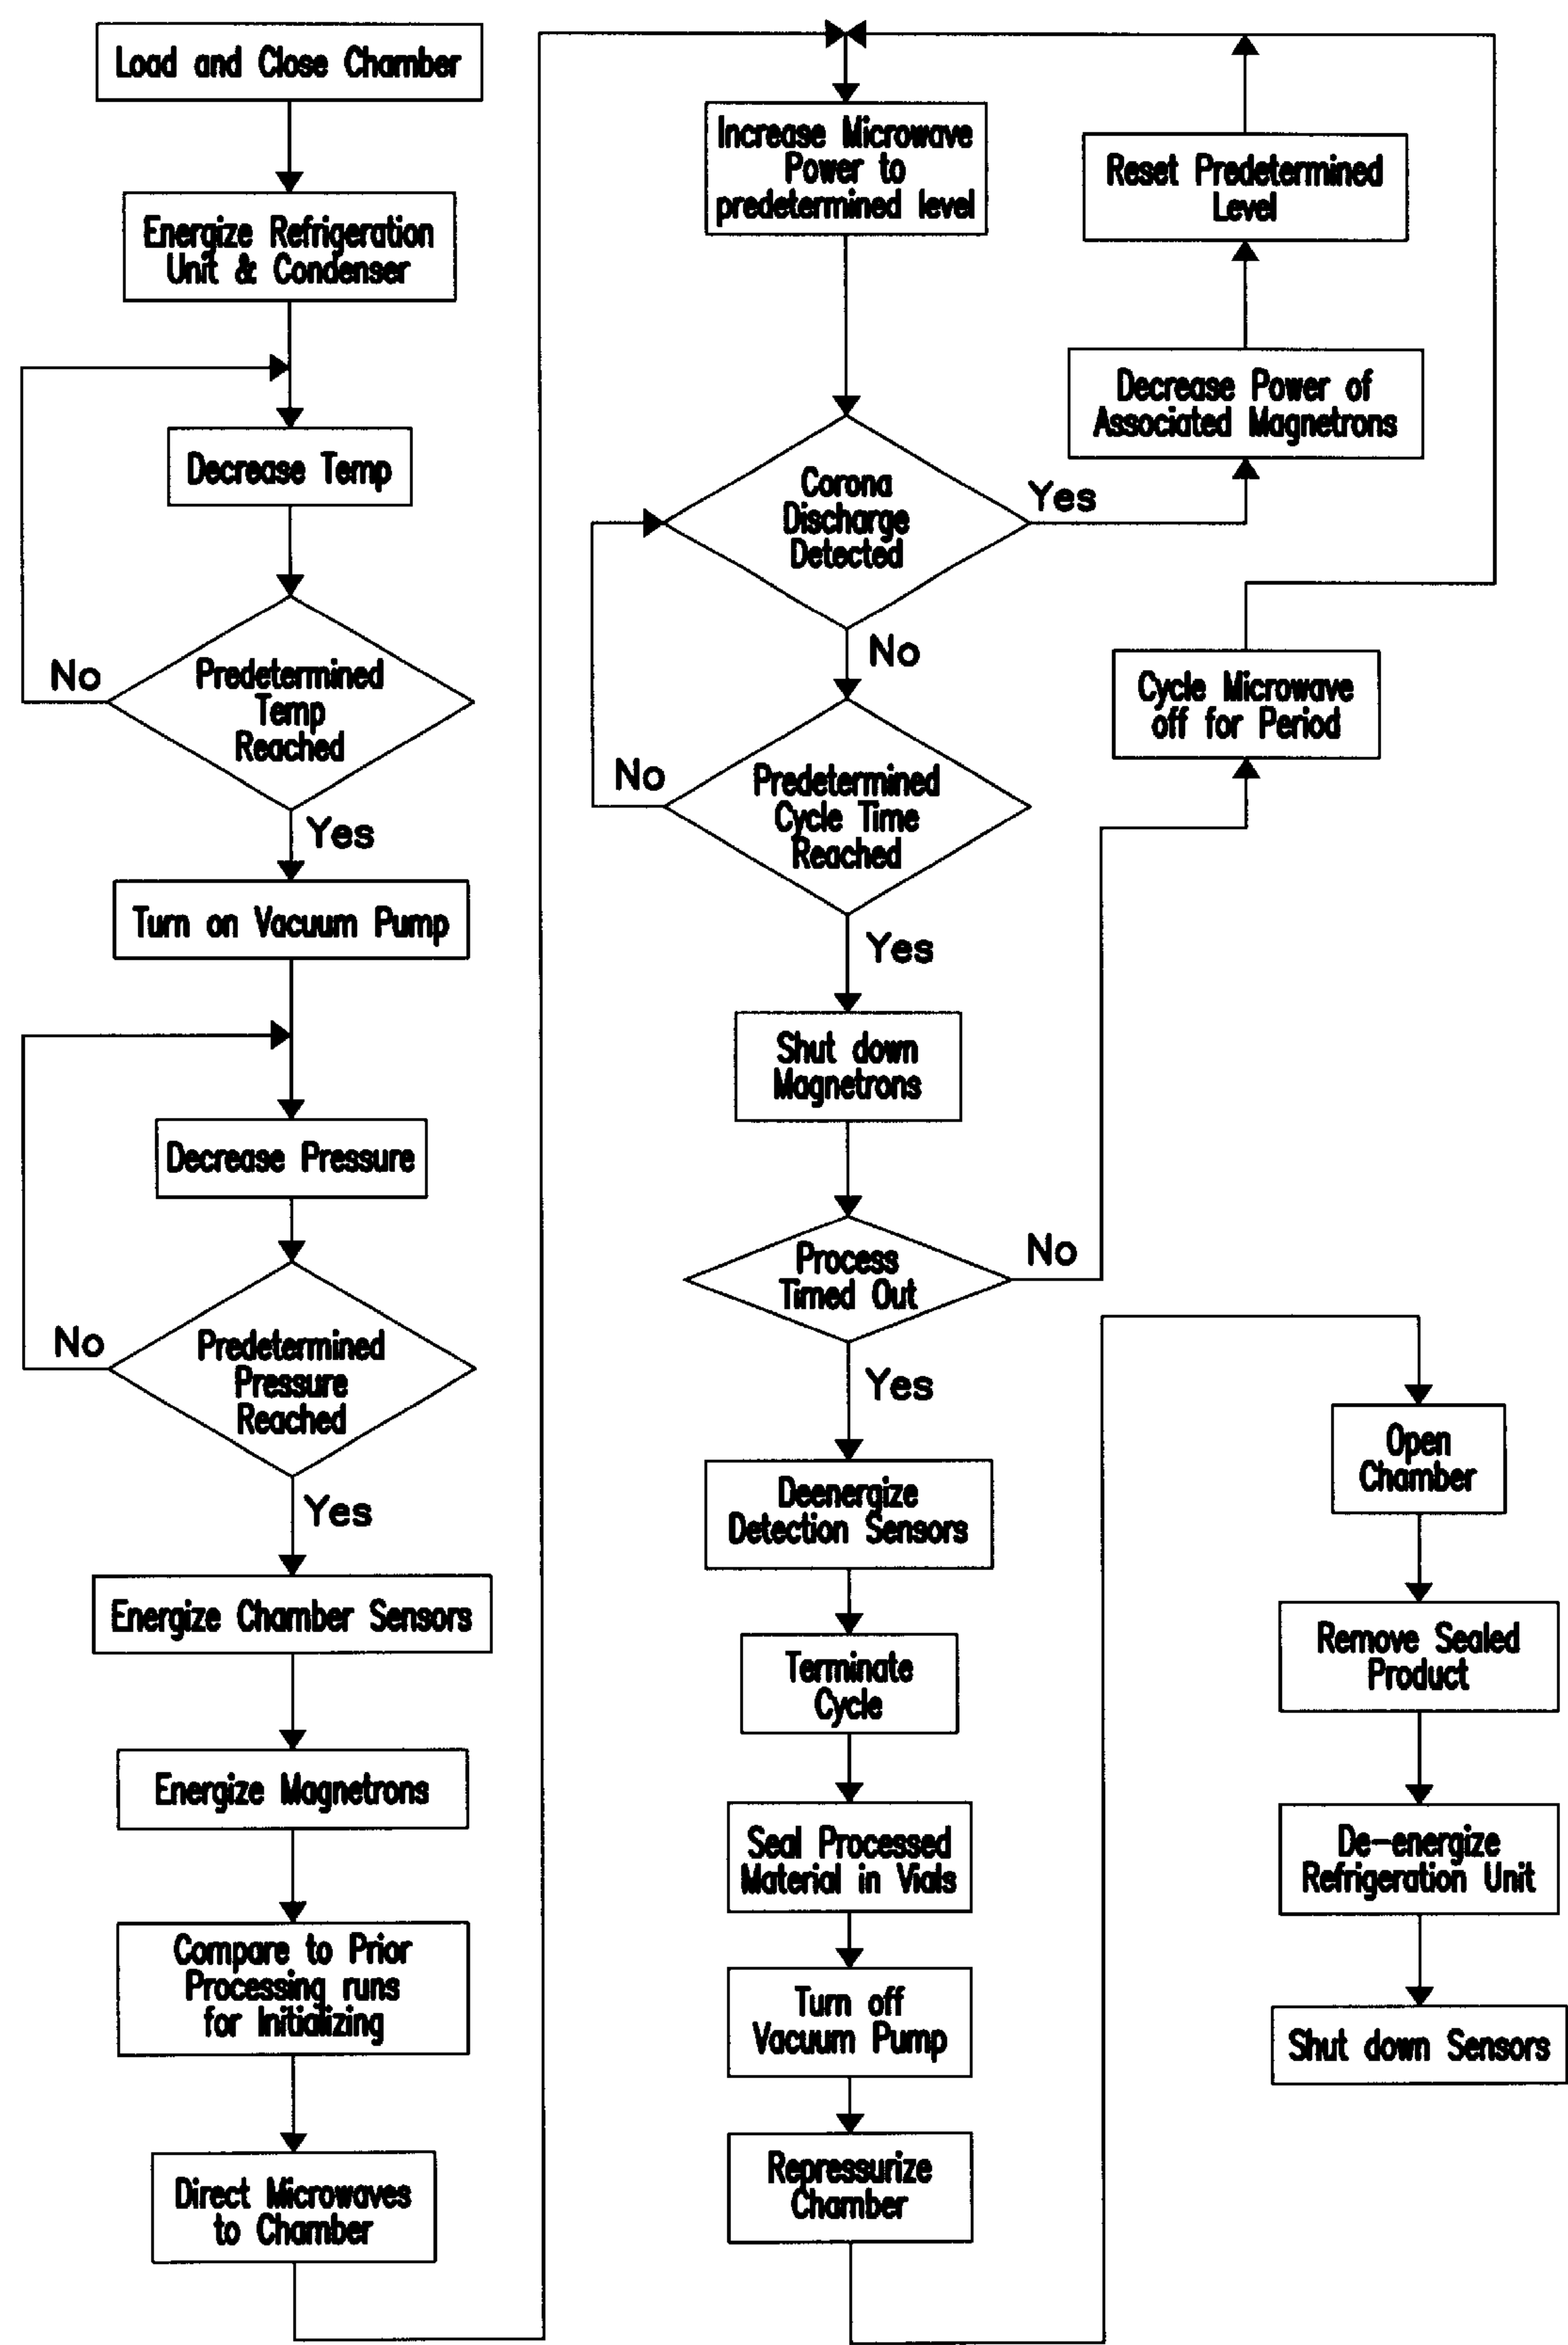 Load and Close Chamber
Energize Refrigeration
Unit & Condenser
Decrease Temp
No
Predetermined
Temp
Reached
Yes
Turn on Vacuum Pump
Decrease Pressure
No
Predetermined
Pressure
Reached
Yes
Energize Chamber Sensors
Energize Magnetrons
Compare to Prior
Processing runs
for Initializing
Direct Microwaves
to Chamber
Increase Microwave
Power to
predetermined level
Corona
Discharge
Detected
Yes
No
Decrease Power of
Associated Magnetrons
Reset Predetermined
Level
No
Predetermined
Cycle Time
Reached
Yes
Shut down
Magnetrons
Process
Timed Out
No
Cycle Microwave
off for Period
Yes
Deenergize
Detection Sensors
Terminate
Cycle
Seal Processed
Material in Vials
Turn off
Vacuum Pump
Repressurize
Chamber
Open
Chamber
Remove Sealed
Product
De-energize
Refrigeration Unit
Shut down Sensors